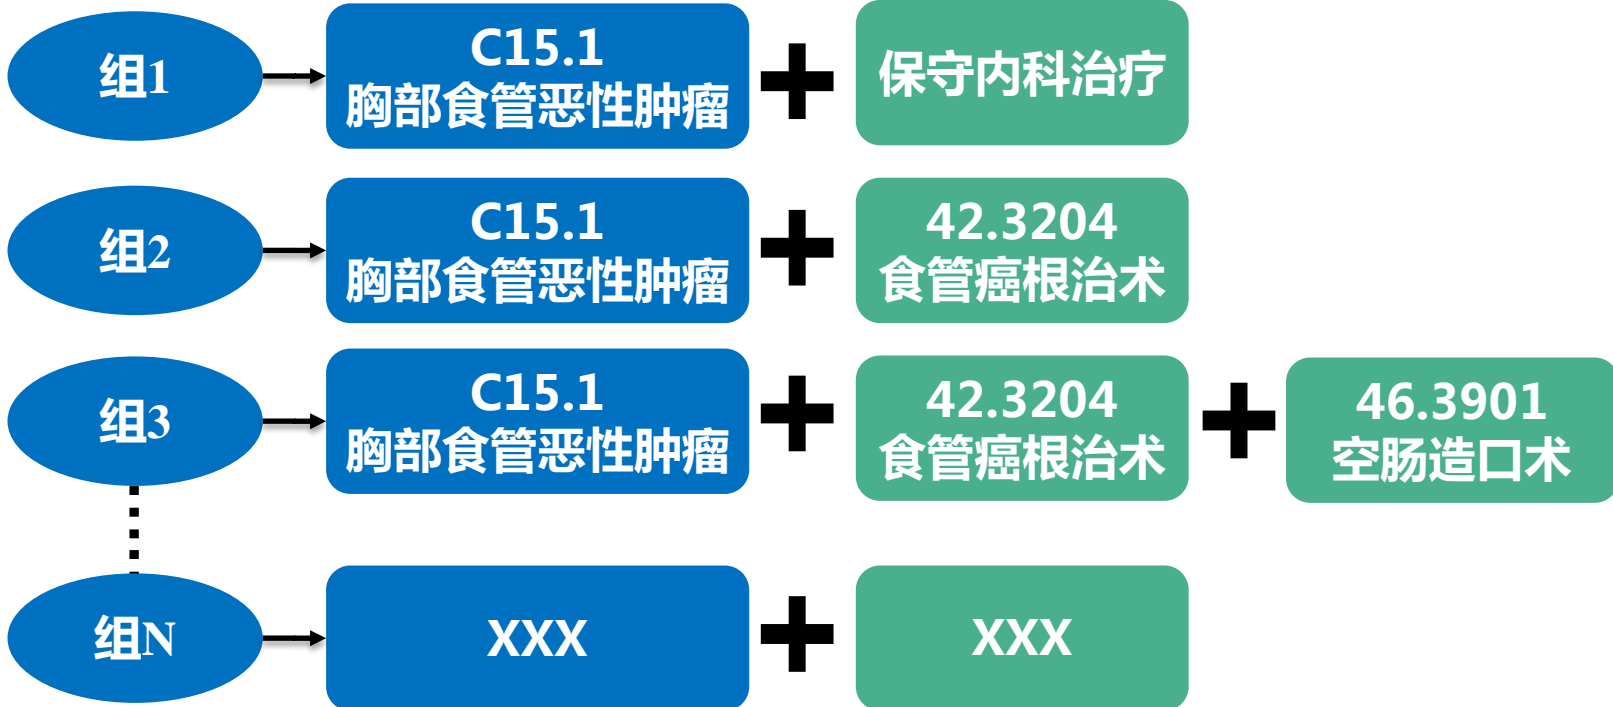 组1
C15.1
胸部食管恶性肿瘤
保守内科治疗
组2
C15.1
胸部食管恶性肿瘤
42.3204
食管癌根治术
组3
C15.1
胸部食管恶性肿瘤
42.3204
食管癌根治术
46.3901
空肠造口术
组N
XXX
XXX